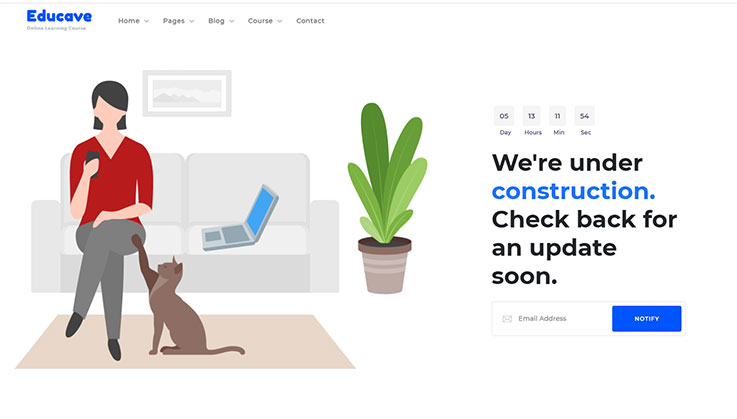 Educave
Online Learning Course
Home Pages Blog Course Contact
05 13 11 54
Day Hours Min Sec
We're under
construction.
Check back for
an update
soon.
Email Address NOTIFY